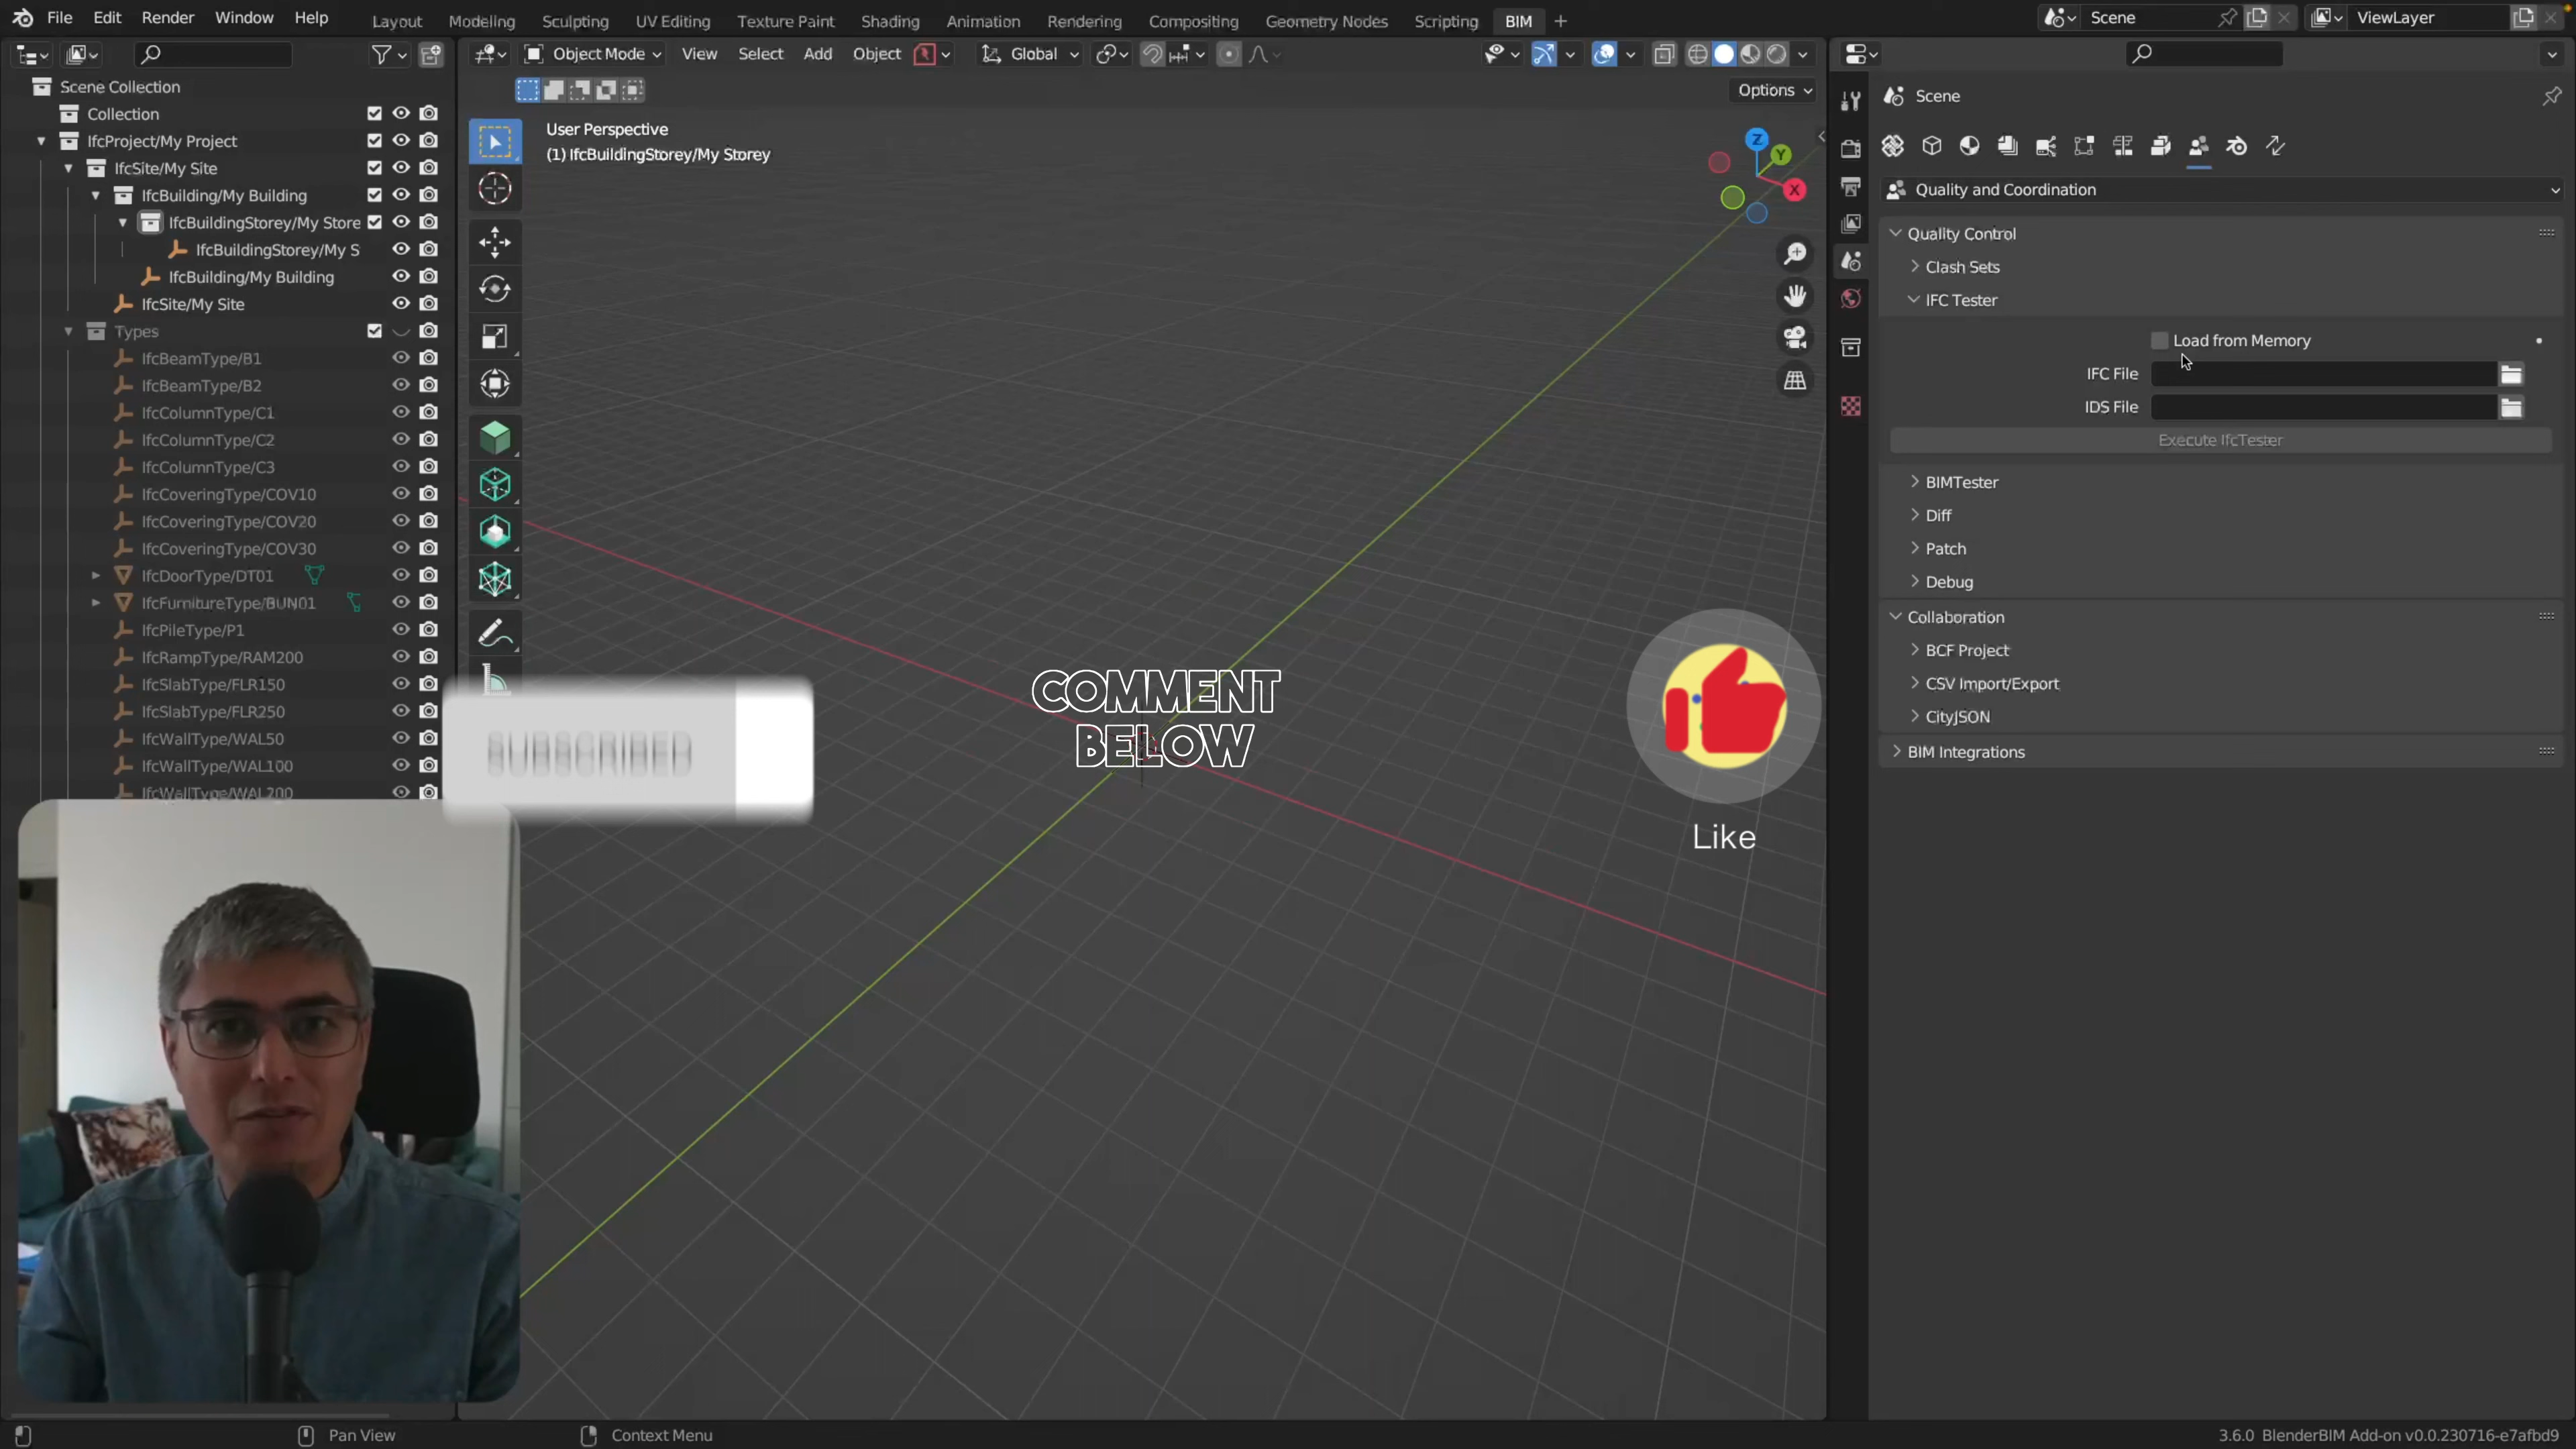 File Edit Render Window Help Layout Modeling Sculpting UV Editing Texture Paint Shading Animation Rendering Compositing Geometry Nodes Scripting BIM + Scene ViewLayer
Object Mode View Select Add Object Global
Options
Scene Collection
Collection
IfcProject/My Project
IfcSite/My Site
IfcBuilding/My Building
IfcBuildingStorey/My Store
IfcBuildingStorey/My S
IfcBuilding/My Building
IfcSite/My Site
Types
IfcBeamType/B1
IfcBeamType/B2
IfcColumnType/C1
IfcColumnType/C2
IfcColumnType/C3
IfcCoveringType/COV10
IfcCoveringType/COV20
IfcCoveringType/COV30
IfcDoorType/DT01
IfcFurnitureType/BUN01
IfcPileType/P1
IfcRampType/RAM200
IfcSlabType/FLR150
IfcSlabType/FLR250
IfcWallType/WAL50
IfcWallType/WAL100
IfcWallType/WAL200
User Perspective
(1) IfcBuildingStorey/My Storey
Z
Y
X
SUBSCRIBED
COMMENT
BELOW
Like
Scene
Quality and Coordination
Quality Control
Clash Sets
IFC Tester
Load from Memory
IFC File
IDS File
Execute IfcTester
BIMTester
Diff
Patch
Debug
Collaboration
BCF Project
CSV Import/Export
CityJSON
BIM Integrations
Pan View Context Menu 3.6.0 BlenderBIM Add-on v0.0.230716-e7afbd9